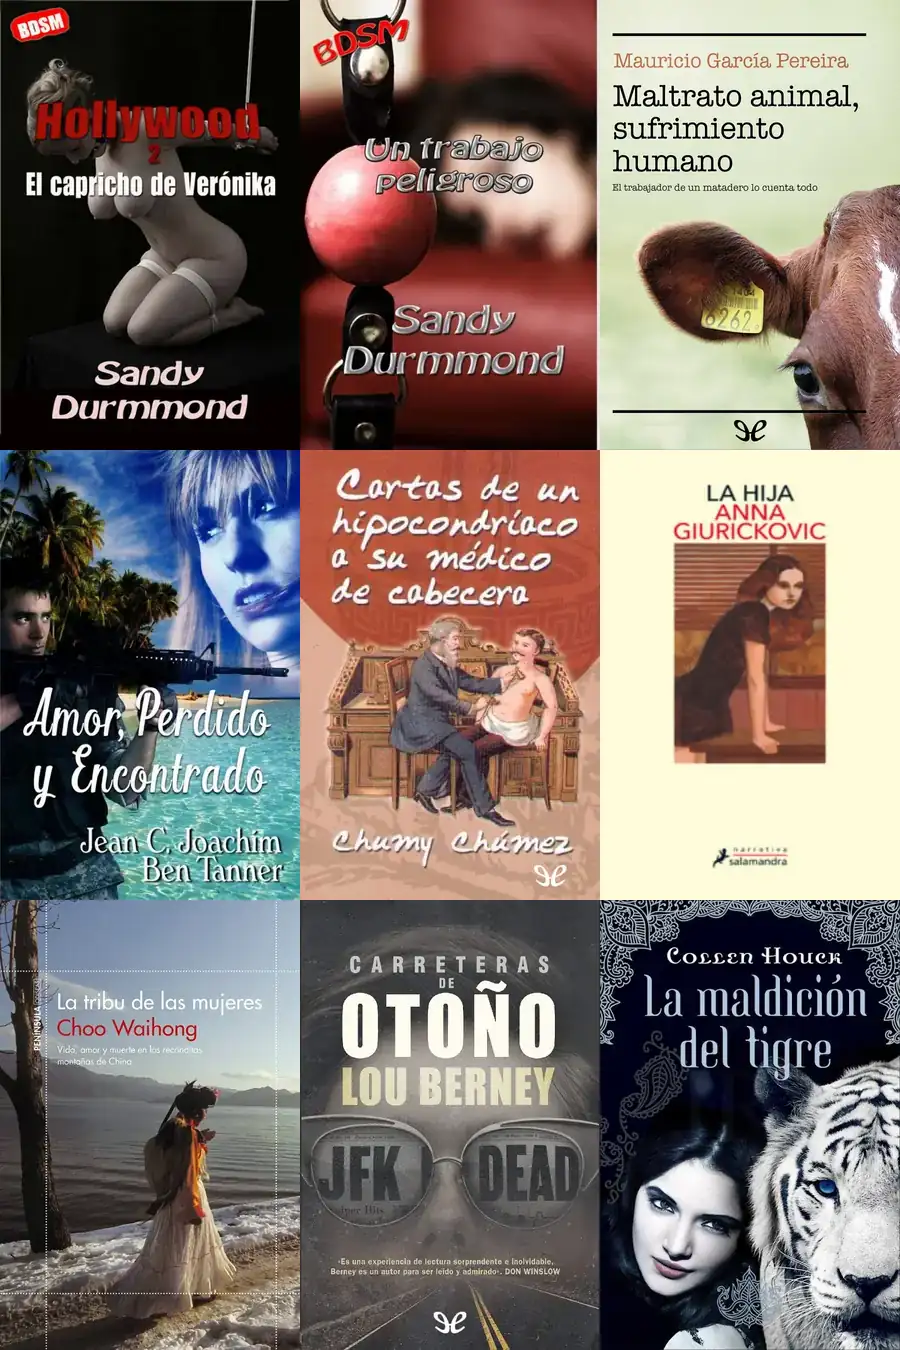 BDSM
Hollywood
2
El capricho de Verónika
Sandy
Durmmond
BDSM
Un trabajo
peligroso
Sandy
Durmmond
Mauricio García Pereira
Maltrato animal,
sufrimiento
humano
El trabajador de un matadero lo cuenta todo
6262
Amor, Perdido
y Encontrado
Jean C. Joachim
Ben Tanner
Cartas de un
hipocondríaco
a su médico
de cabecera
Chumy Chúmez
LA HIJA
ANNA
GIURICKOVIC
narrativa
salamandra
PENÍNSULA
La tribu de las mujeres
Choo Waihong
Vida, amor y muerte en las recónditas
montañas de China
CARRETERAS
DE
OTOÑO
LOU BERNEY
JFK DEAD
«Es una experiencia de lectura sorprendente e inolvidable.
Berney es un autor para ser leído y admirado». DON WINSLOW
COLLEN HOUCK
La maldición
del tigre